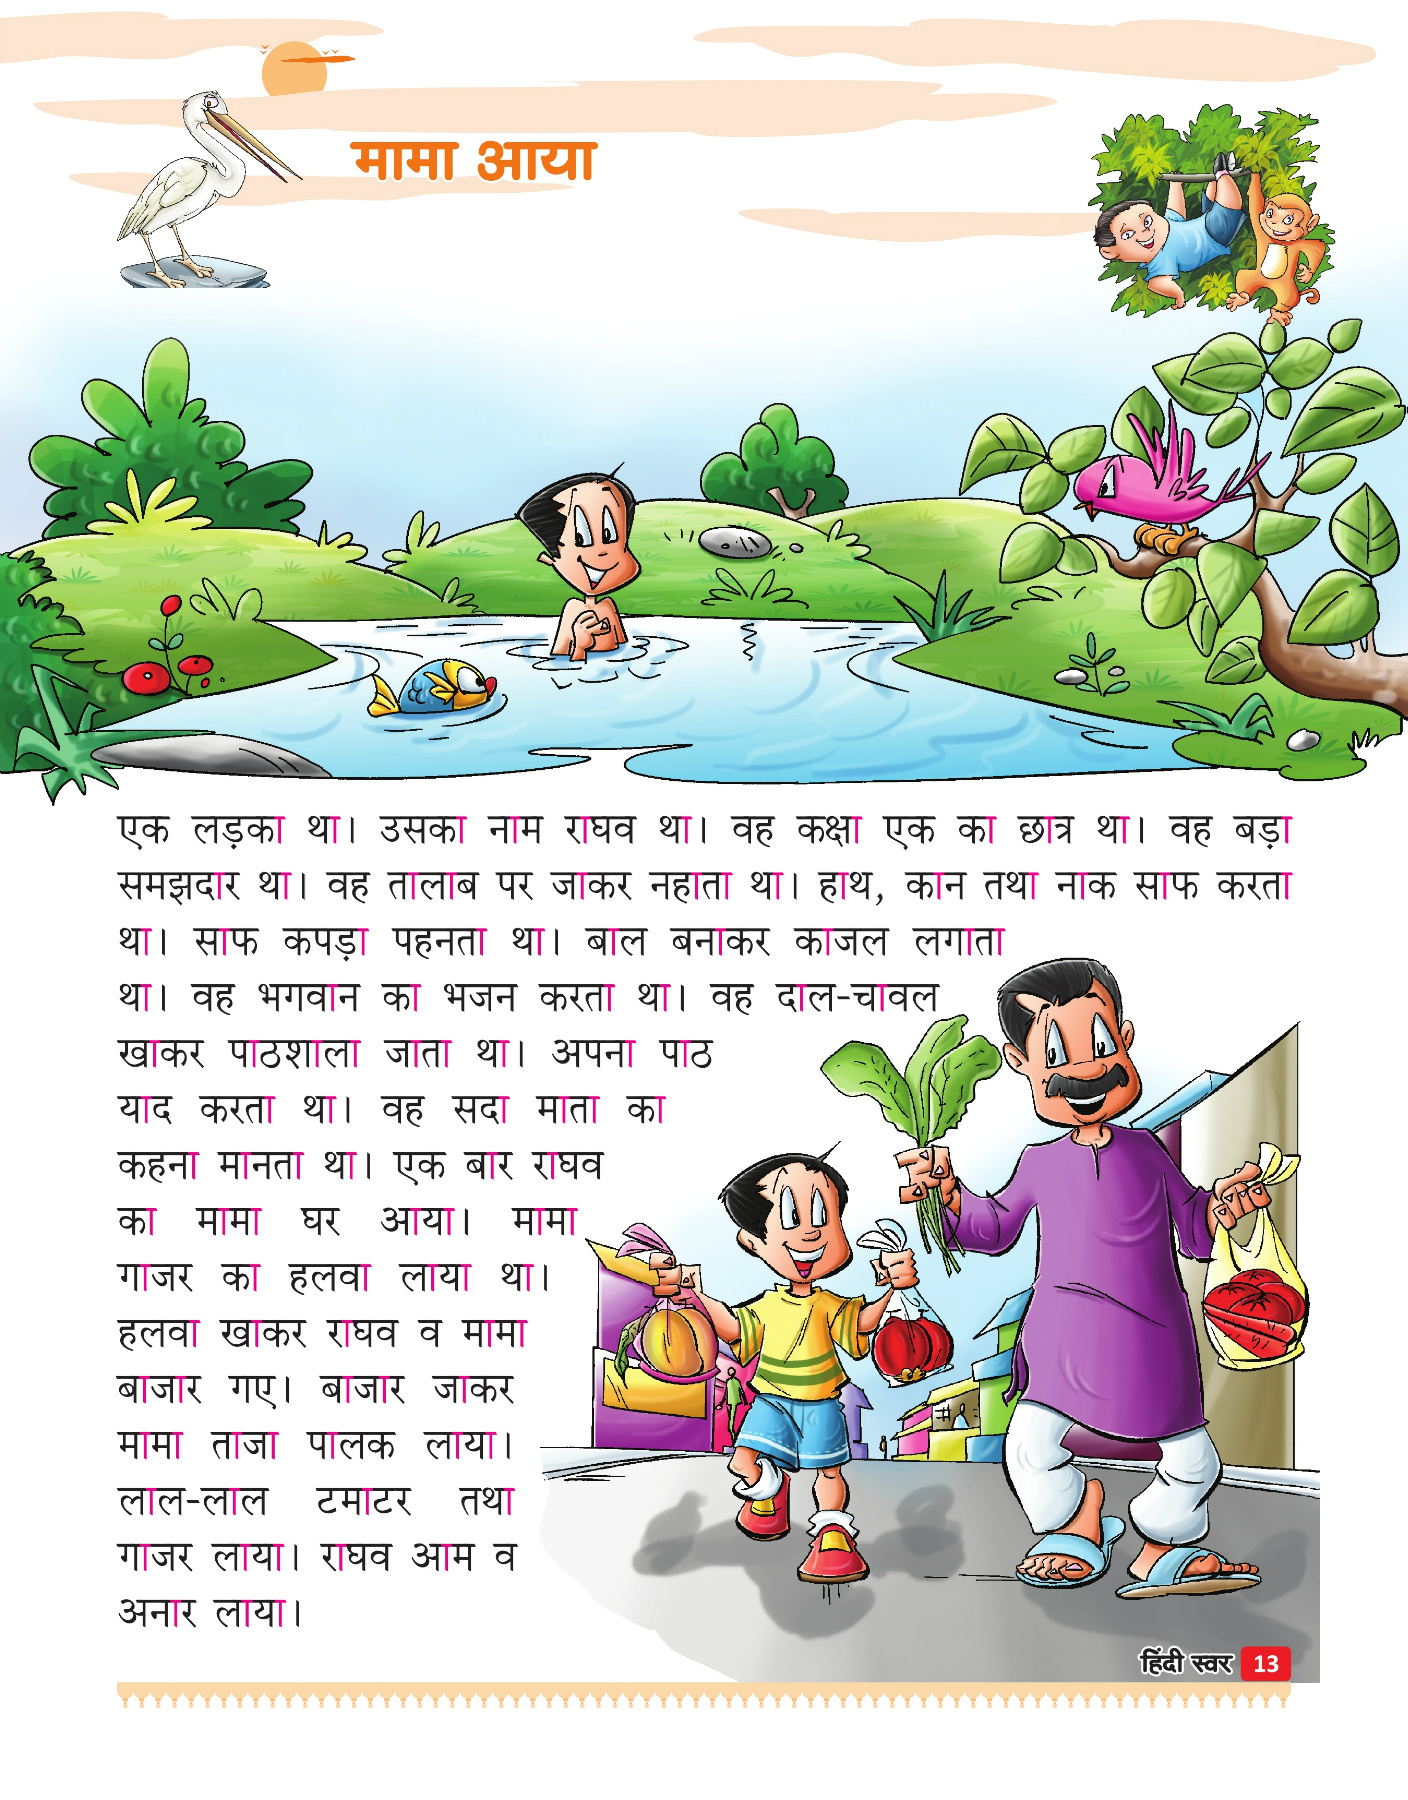 मामा आया
एक लड़का था। उसका नाम राघव था। वह कक्षा एक का छात्र था। वह बड़ा
समझदार था। वह तालाब पर जाकर नहाता था। हाथ, कान तथा नाक साफ करता
था। साफ कपड़ा पहनता था। बाल बनाकर काजल लगाता
था। वह भगवान का भजन करता था। वह दाल-चावल
खाकर पाठशाला जाता था। अपना पाठ
याद करता था। वह सदा माता का
कहना मानता था। एक बार राघव
का मामा घर आया। मामा
गाजर का हलवा लाया था।
हलवा खाकर राघव व मामा
बाजार गए। बाजार जाकर
मामा ताजा पालक लाया।
लाल-लाल टमाटर तथा
गाजर लाया। राघव आम व
अनार लाया।
हिंदी स्वर 13